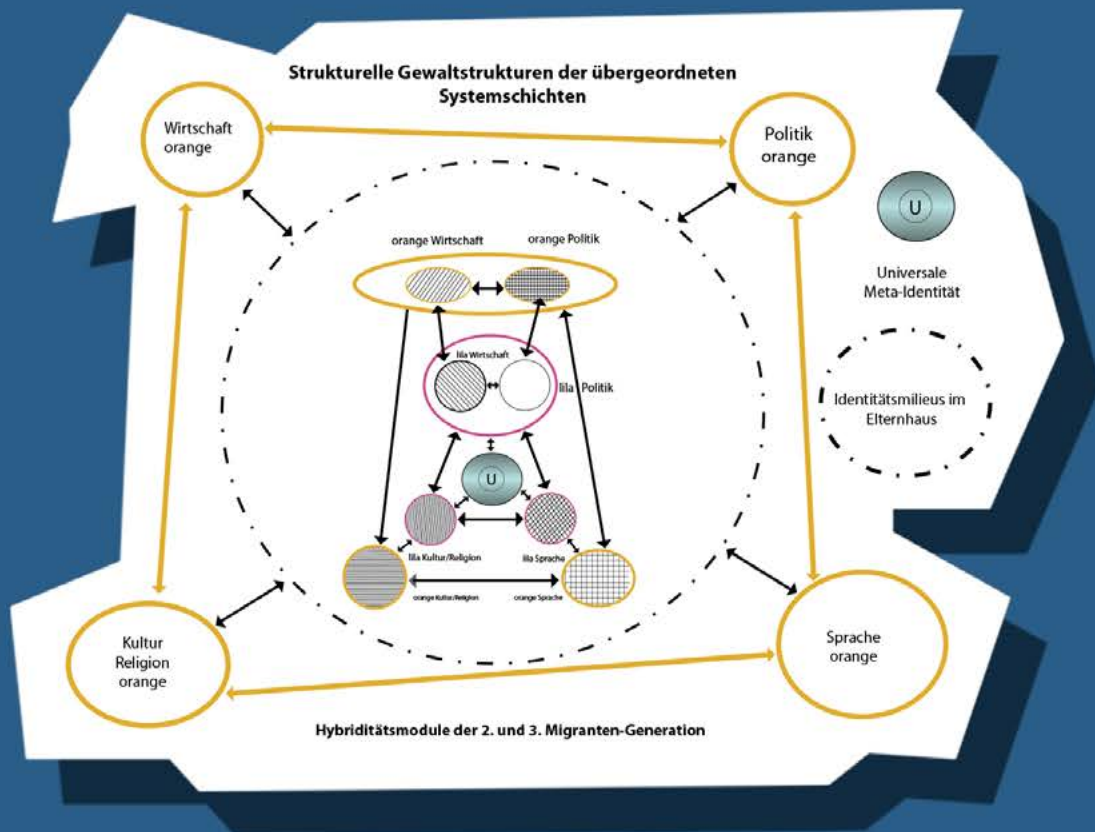 Strukturelle Gewaltstrukturen der übergeordneten
Systemschichten
Wirtschaft
orange
Politik
orange
U
Universale
Meta-Identität
Identitätsmilieus im
Elternhaus
orange Wirtschaft
orange Politik
lila Wirtschaft
lila Politik
U
lila Kultur/Religion
lila Sprache
orange Kultur/Religion
orange Sprache
Kultur
Religion
orange
Sprache
orange
Hybriditätsmodule der 2. und 3. Migranten-Generation